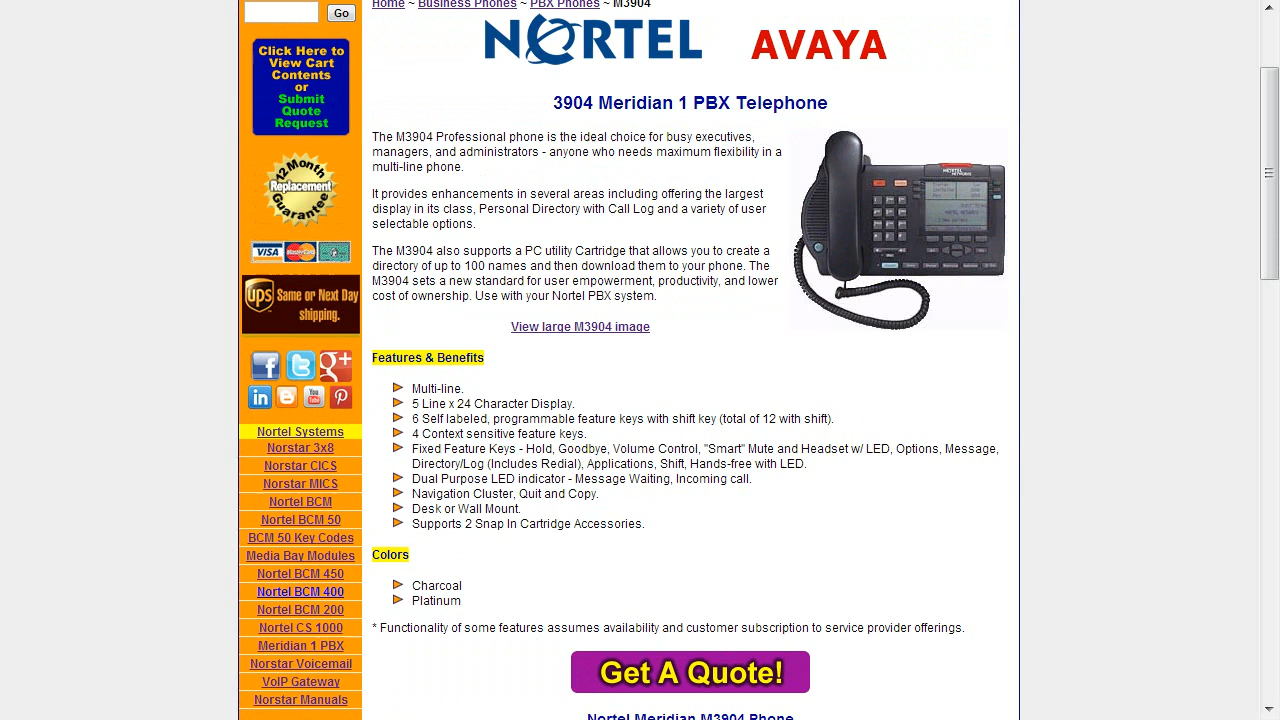 Home ~ Business Phones ~ PBX Phones ~ M3904
Go
NORTEL
AVAYA
Click Here to
View Cart
Contents
or
Submit
Quote
Request
3904 Meridian 1 PBX Telephone
The M3904 Professional phone is the ideal choice for busy executives,
managers, and administrators - anyone who needs maximum flexibility in a
multi-line phone.
It provides enhancements in several areas including offering the largest
display in its class, Personal Directory with Call Log and a variety of user
selectable options.
The M3904 also supports a PC utility Cartridge that allows you to create a
directory of up to 100 names and then download them to your phone. The
M3904 sets a new standard for user empowerment, productivity, and lower
cost of ownership. Use with your Nortel PBX system.
View large M3904 image
NORTEL
NETWORKS
12 Month
Replacement
Guarantee
VISA
MasterCard
ups
Same or Next Day
shipping.
You
Tube
Features & Benefits
Multi-line.
5 Line x 24 Character Display.
6 Self labeled, programmable feature keys with shift key (total of 12 with shift).
4 Context sensitive feature keys.
Fixed Feature Keys - Hold, Goodbye, Volume Control, "Smart" Mute and Headset w/ LED, Options, Message,
Directory/Log (Includes Redial), Applications, Shift, Hands-free with LED.
Dual Purpose LED indicator - Message Waiting, Incoming call.
Navigation Cluster, Quit and Copy.
Desk or Wall Mount.
Supports 2 Snap In Cartridge Accessories.
Colors
Charcoal
Platinum
* Functionality of some features assumes availability and customer subscription to service provider offerings.
Get A Quote!
Nortel Meridian M3904 Phone
Nortel Systems
Norstar 3x8
Norstar CICS
Norstar MICS
Nortel BCM
Nortel BCM 50
BCM 50 Key Codes
Media Bay Modules
Nortel BCM 450
Nortel BCM 400
Nortel BCM 200
Nortel CS 1000
Meridian 1 PBX
Norstar Voicemail
VoIP Gateway
Norstar Manuals